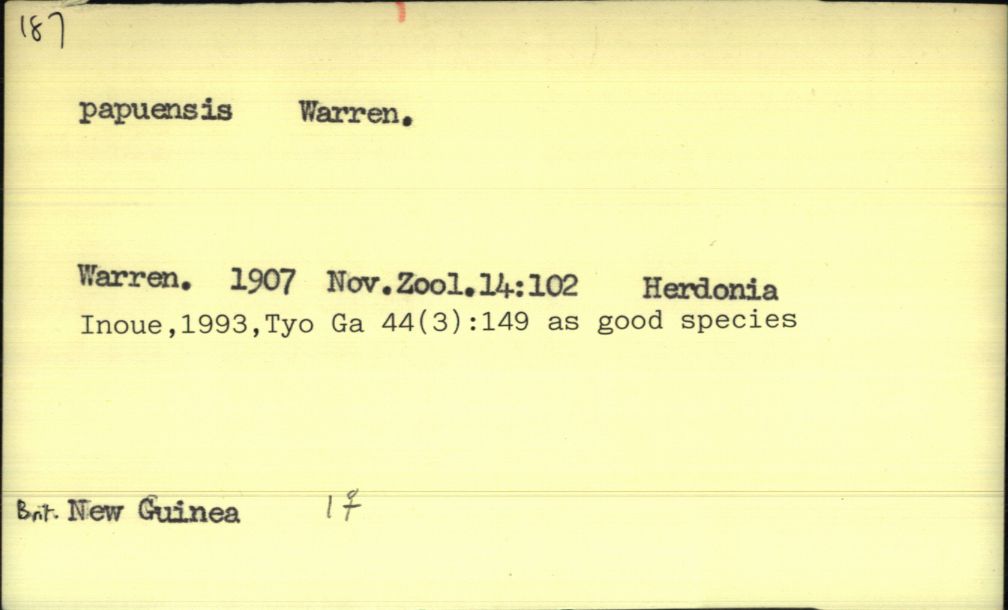 187
papuensis Warren.
Warren. 1907 Nov.Zool.14:102 Herdonia
Inoue,1993,Tyo Ga 44(3):149 as good species
Brit. New Guinea 1♀